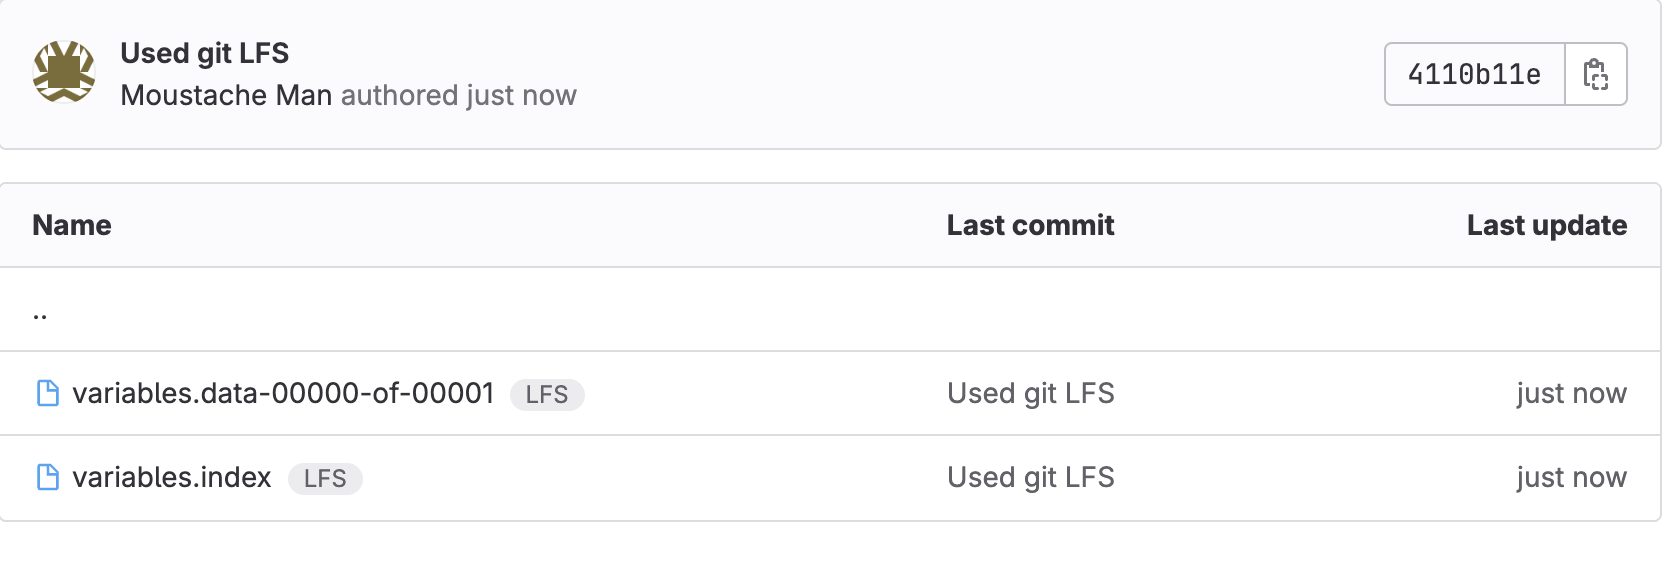 Used git LFS
Moustache Man authored just now
4110b11e
Name Last commit Last update
..
variables.data-00000-of-00001 LFS Used git LFS just now
variables.index LFS Used git LFS just now